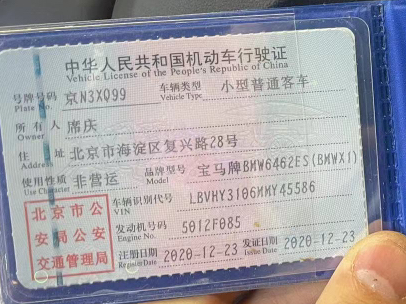 中华人民共和国机动车行驶证
Vehicle License of the People's Republic of China
号牌号码 京N3X099 车辆类型 小型普通客车
Plate No. Vehicle Type
所有人 席庆
Owner
住址 北京市海淀区复兴路28号
Address
使用性质 非营运 品牌型号 宝马牌BMW6462ES(BMWX1)
Use Character Model
北京市公安局公安交通管理局
车辆识别代号 LBVHY3106MMY45586
VIN
发动机号码 5012F085
Engine No.
注册日期 2020-12-23 发证日期 2020-12-23
Register Date Issue Date